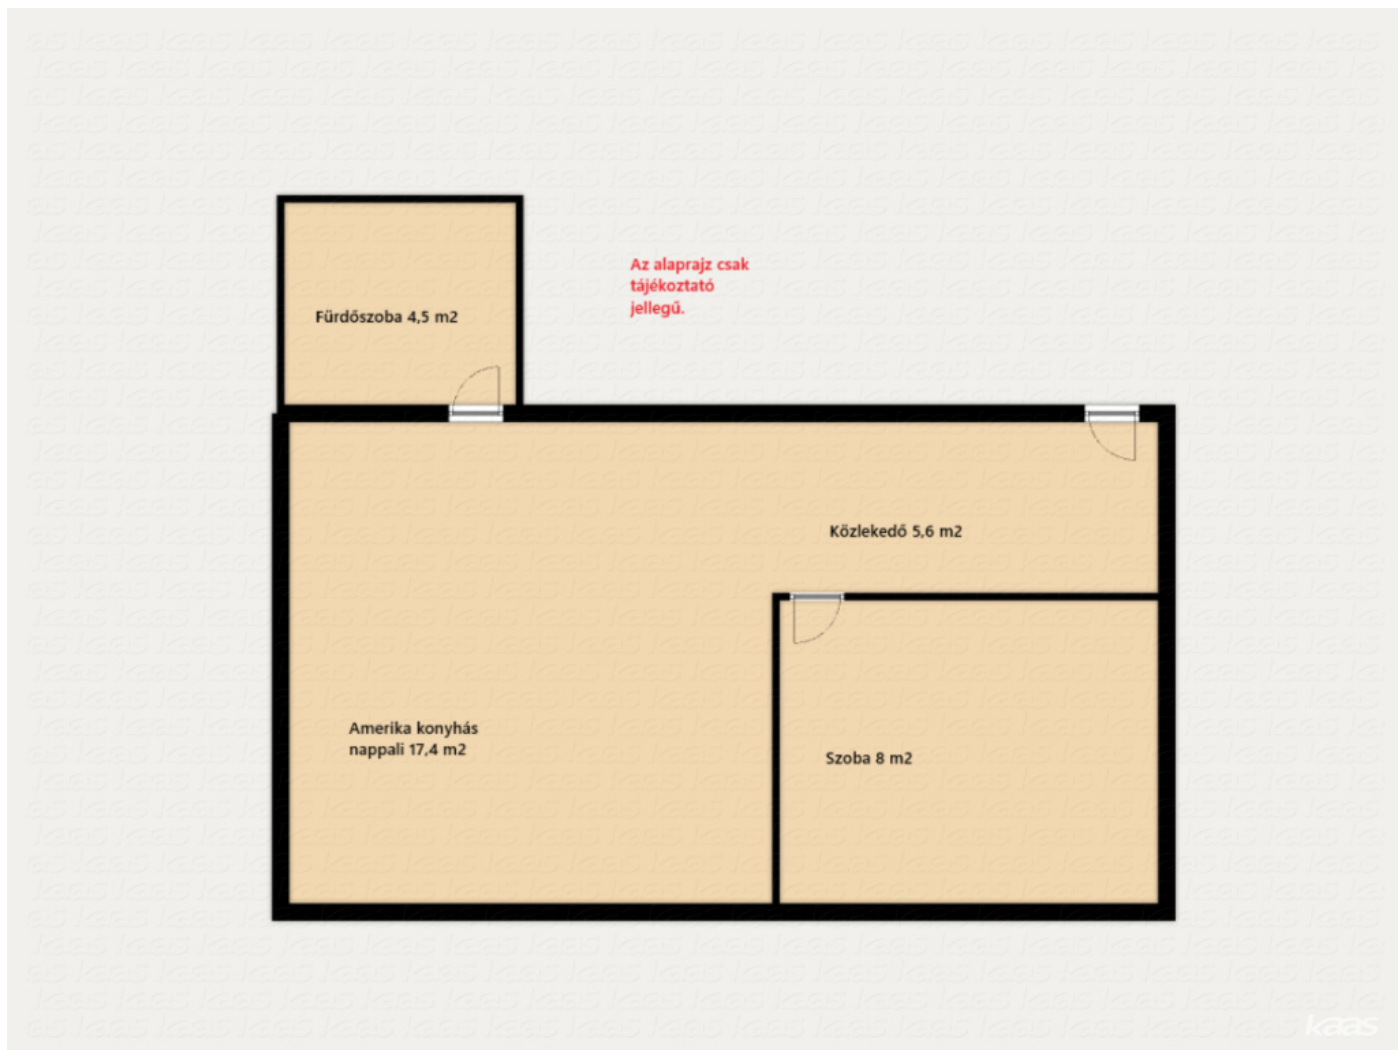 Az alaprajz csak
tájékoztató
jellegű.
Fürdőszoba 4,5 m2
Közlekedő 5,6 m2
Amerika konyhás
nappali 17,4 m2
Szoba 8 m2
kaas